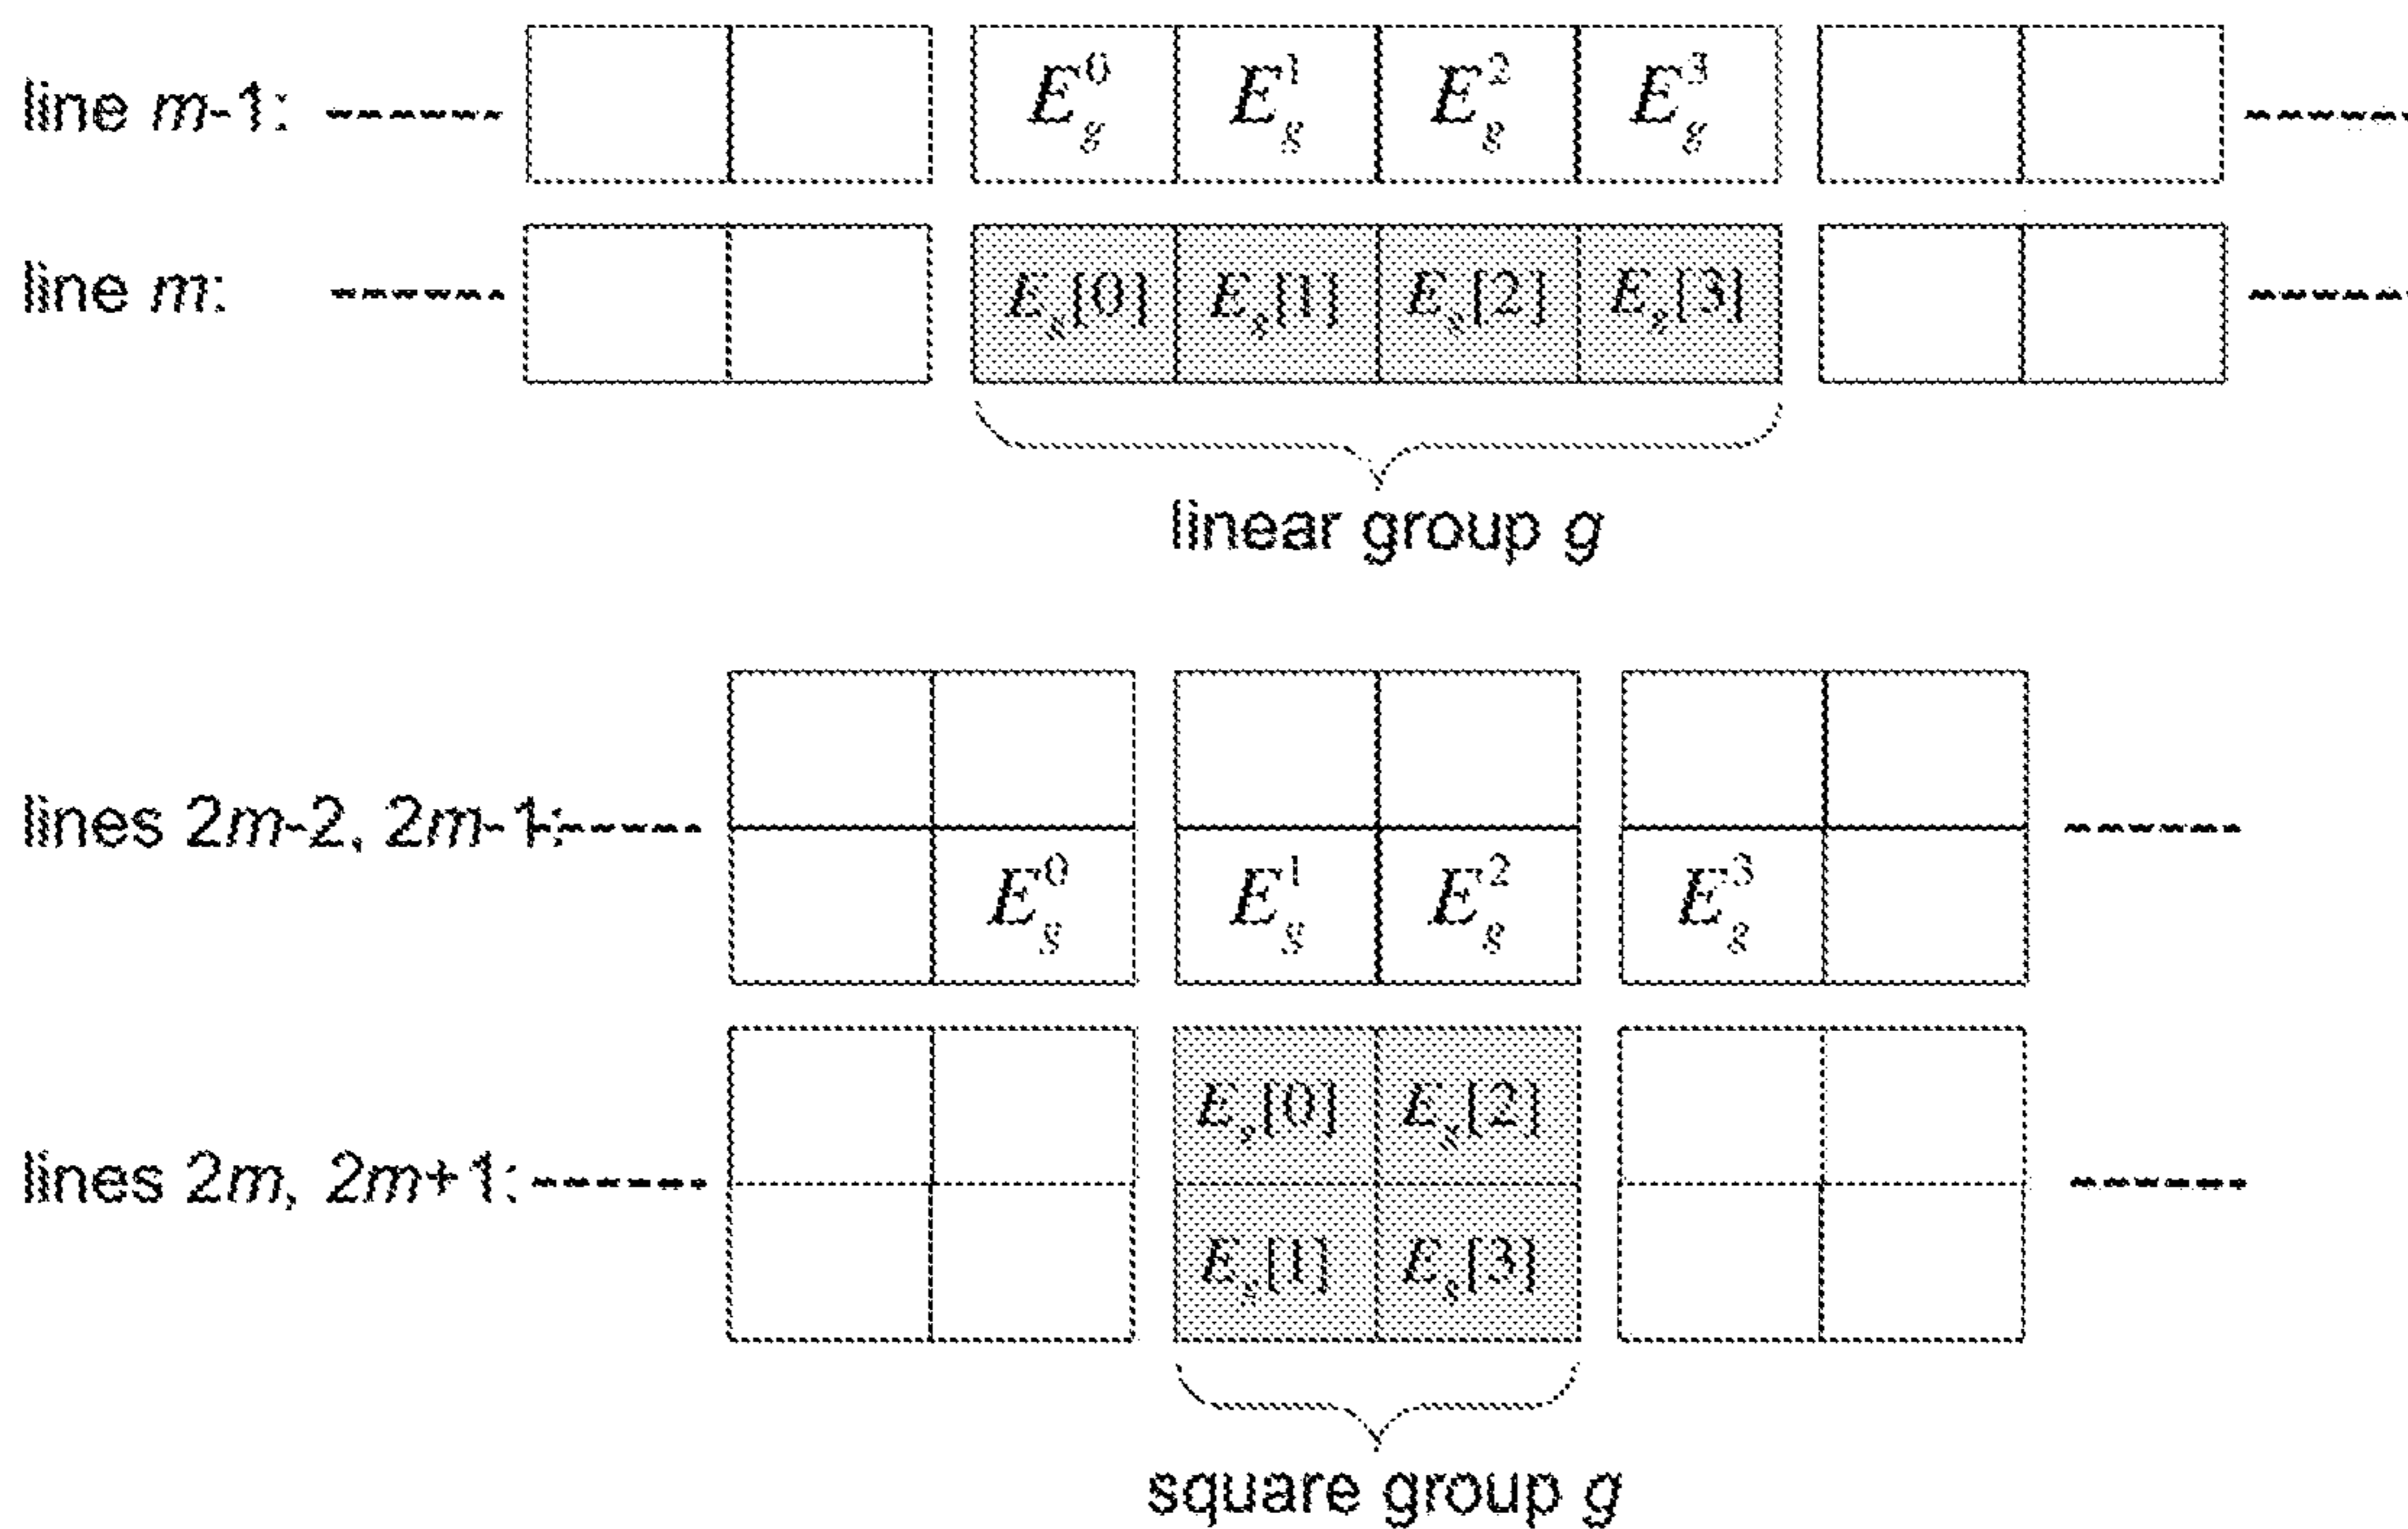 line m-1: E_g^0 E_g^1 E_g^2 E_g^3
line m: E_g[0] E_g[1] E_g[2] E_g[3]
linear group g
lines 2m-2, 2m-1:
E_g^0 E_g^1 E_g^2 E_g^3
E_g[0] E_g[2]
lines 2m, 2m+1:
E_g[1] E_g[3]
square group g